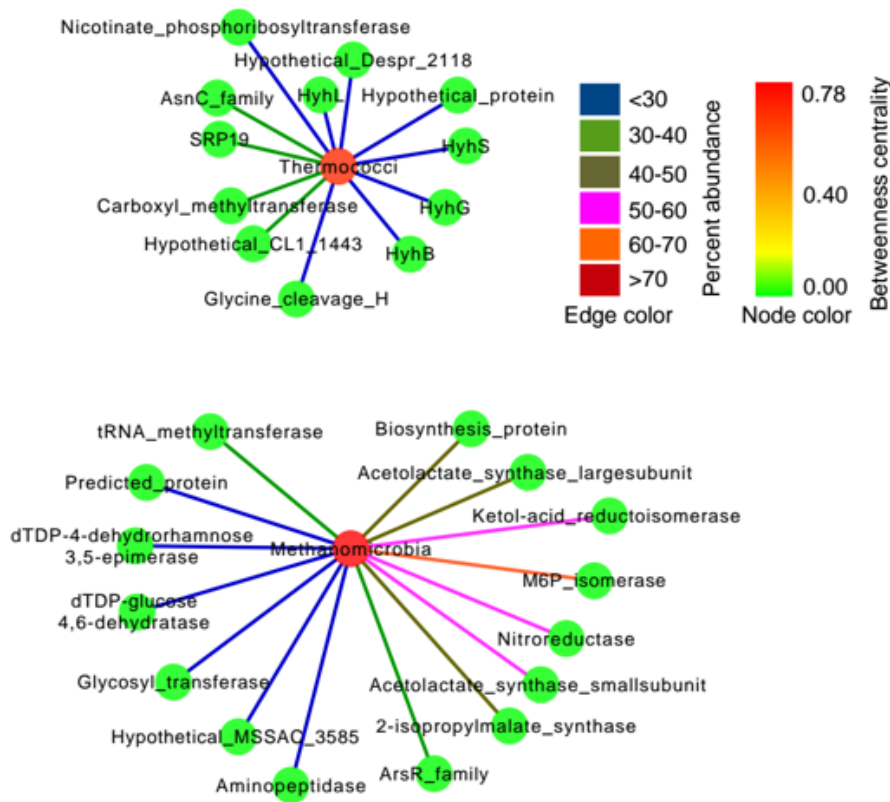 Nicotinate_phosphoribosyltransferase
Hypothetical_Despr_2118
AsnC_family
HyhL
Hypothetical_protein
SRP19
HyhS
Thermococci
Carboxyl_methyltransferase
HyhG
Hypothetical_CL1_1443
HyhB
Glycine_cleavage_H
<30
30-40
40-50
50-60
60-70
>70
Edge color
Percent abundance
0.78
0.40
0.00
Node color
Betweenness centrality
tRNA_methyltransferase
Biosynthesis_protein
Predicted_protein
Acetolactate_synthase_largesubunit
Ketol-acid_reductoisomerase
dTDP-4-dehydrorhamnose
3,5-epimerase
Methanomicrobia
M6P_isomerase
dTDP-glucose
4,6-dehydratase
Nitroreductase
Glycosyl_transferase
Acetolactate_synthase_smallsubunit
Hypothetical_MSSAC_3585
2-isopropylmalate_synthase
Aminopeptidase
ArsR_family